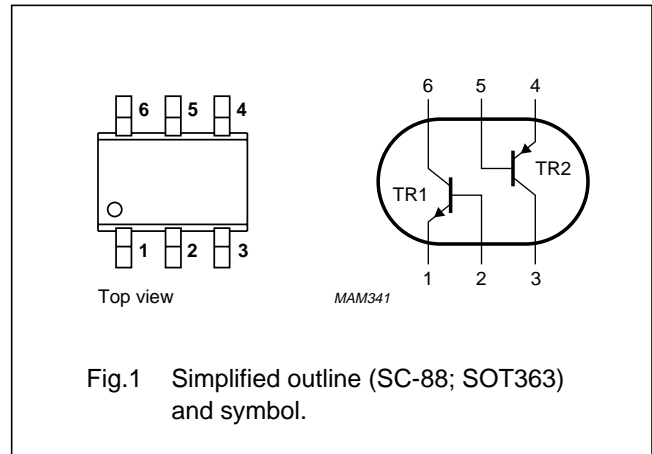 6 5 4
1 2 3
Top view
6 5 4
TR1
TR2
1 2 3
MAM341
Fig.1 Simplified outline (SC-88; SOT363)
and symbol.